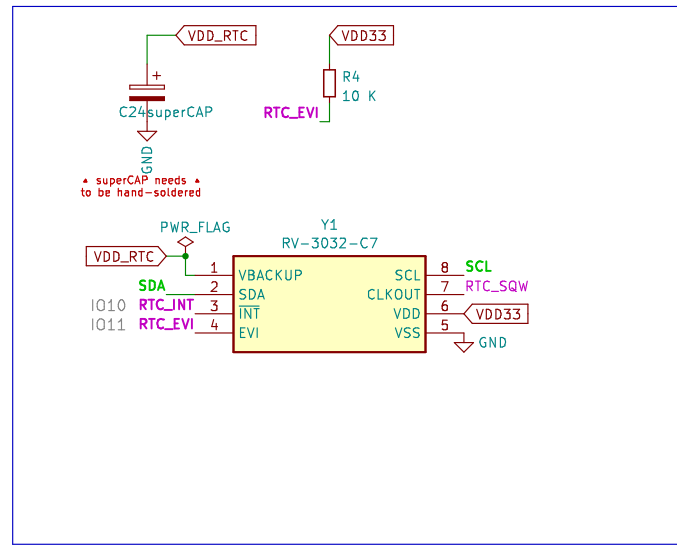 VDD_RTC
VDD33
+
R4
10 K
C24superCAP
RTC_EVI
GND
* superCAP needs *
to be hand-soldered
PWR_FLAG
Y1
RV-3032-C7
VDD_RTC
1 VBACKUP SCL 8 SCL
SDA 2 SDA CLKOUT 7 RTC_SQW
IO10 RTC_INT 3 INT VDD 6 VDD33
IO11 RTC_EVI 4 EVI VSS 5 GND